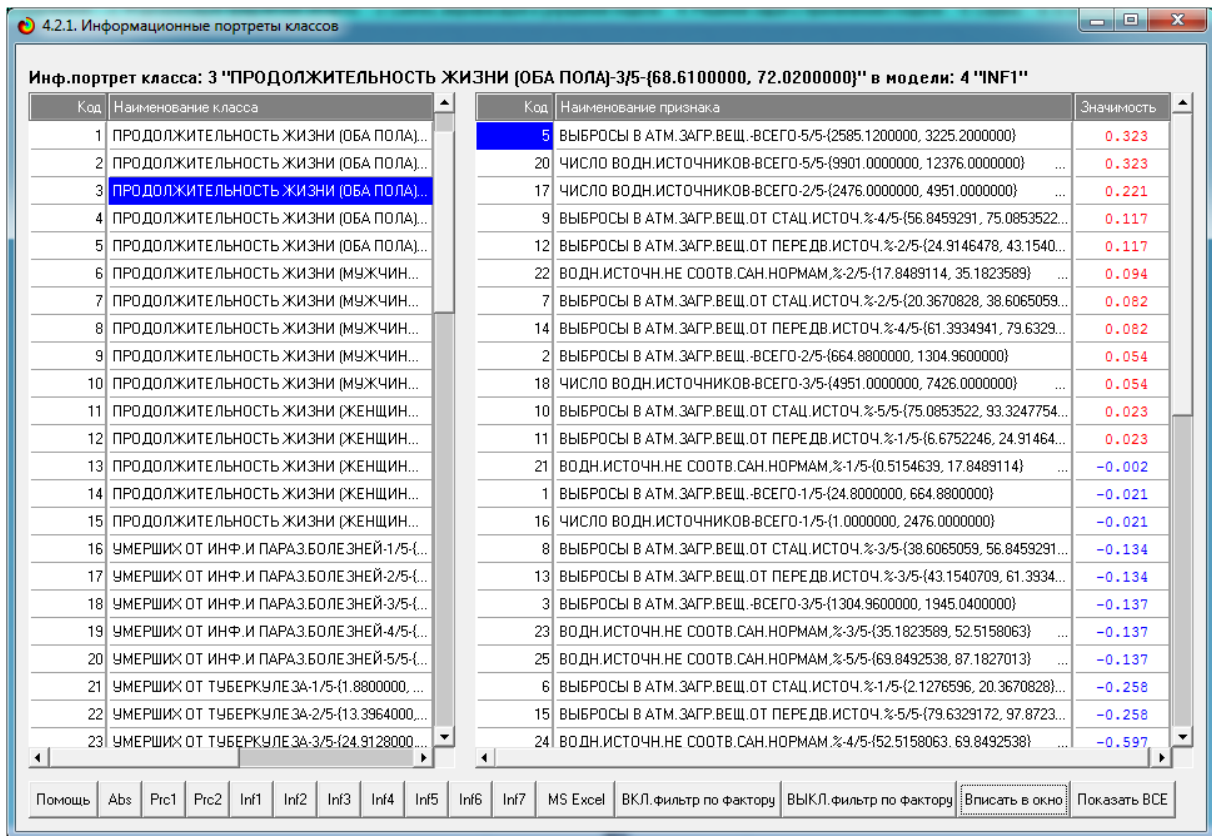 4.2.1. Информационные портреты классов
Инф.портрет класса: 3 "ПРОДОЛЖИТЕЛЬНОСТЬ ЖИЗНИ (ОБА ПОЛА)-3/5-{68.6100000, 72.0200000}" в модели: 4 "INF1"
Код Наименование класса
1 ПРОДОЛЖИТЕЛЬНОСТЬ ЖИЗНИ (ОБА ПОЛА)...
2 ПРОДОЛЖИТЕЛЬНОСТЬ ЖИЗНИ (ОБА ПОЛА)...
3 ПРОДОЛЖИТЕЛЬНОСТЬ ЖИЗНИ (ОБА ПОЛА)...
4 ПРОДОЛЖИТЕЛЬНОСТЬ ЖИЗНИ (ОБА ПОЛА)...
5 ПРОДОЛЖИТЕЛЬНОСТЬ ЖИЗНИ (ОБА ПОЛА)...
6 ПРОДОЛЖИТЕЛЬНОСТЬ ЖИЗНИ (МУЖЧИН...
7 ПРОДОЛЖИТЕЛЬНОСТЬ ЖИЗНИ (МУЖЧИН...
8 ПРОДОЛЖИТЕЛЬНОСТЬ ЖИЗНИ (МУЖЧИН...
9 ПРОДОЛЖИТЕЛЬНОСТЬ ЖИЗНИ (МУЖЧИН...
10 ПРОДОЛЖИТЕЛЬНОСТЬ ЖИЗНИ (МУЖЧИН...
11 ПРОДОЛЖИТЕЛЬНОСТЬ ЖИЗНИ (ЖЕНЩИН...
12 ПРОДОЛЖИТЕЛЬНОСТЬ ЖИЗНИ (ЖЕНЩИН...
13 ПРОДОЛЖИТЕЛЬНОСТЬ ЖИЗНИ (ЖЕНЩИН...
14 ПРОДОЛЖИТЕЛЬНОСТЬ ЖИЗНИ (ЖЕНЩИН...
15 ПРОДОЛЖИТЕЛЬНОСТЬ ЖИЗНИ (ЖЕНЩИН...
16 УМЕРШИХ ОТ ИНФ.И ПАРАЗ.БОЛЕЗНЕЙ-1/5-{...
17 УМЕРШИХ ОТ ИНФ.И ПАРАЗ.БОЛЕЗНЕЙ-2/5-{...
18 УМЕРШИХ ОТ ИНФ.И ПАРАЗ.БОЛЕЗНЕЙ-3/5-{...
19 УМЕРШИХ ОТ ИНФ.И ПАРАЗ.БОЛЕЗНЕЙ-4/5-{...
20 УМЕРШИХ ОТ ИНФ.И ПАРАЗ.БОЛЕЗНЕЙ-5/5-{...
21 УМЕРШИХ ОТ ТУБЕРКУЛЕЗА-1/5-{1.8800000, ...
22 УМЕРШИХ ОТ ТУБЕРКУЛЕЗА-2/5-{13.3964000,...
23 УМЕРШИХ ОТ ТУБЕРКУЛЕЗА-3/5-{24.9128000,...
Код Наименование признака Значимость
5 ВЫБРОСЫ В АТМ.ЗАГР.ВЕЩ.-ВСЕГО-5/5-{2585.1200000, 3225.2000000} 0.323
20 ЧИСЛО ВОДН.ИСТОЧНИКОВ-ВСЕГО-5/5-{9901.0000000, 12376.0000000} ... 0.323
17 ЧИСЛО ВОДН.ИСТОЧНИКОВ-ВСЕГО-2/5-{2476.0000000, 4951.0000000} ... 0.221
9 ВЫБРОСЫ В АТМ.ЗАГР.ВЕЩ.ОТ СТАЦ.ИСТОЧ.%-4/5-{56.8459291, 75.0853522... 0.117
12 ВЫБРОСЫ В АТМ.ЗАГР.ВЕЩ.ОТ ПЕРЕДВ.ИСТОЧ.%-2/5-{24.9146478, 43.1540... 0.117
22 ВОДН.ИСТОЧН.НЕ СООТВ.САН.НОРМАМ,%-2/5-{17.8489114, 35.1823589} ... 0.094
7 ВЫБРОСЫ В АТМ.ЗАГР.ВЕЩ.ОТ СТАЦ.ИСТОЧ.%-2/5-{20.3670828, 38.6065059... 0.082
14 ВЫБРОСЫ В АТМ.ЗАГР.ВЕЩ.ОТ ПЕРЕДВ.ИСТОЧ.%-4/5-{61.3934941, 79.6329... 0.082
2 ВЫБРОСЫ В АТМ.ЗАГР.ВЕЩ.-ВСЕГО-2/5-{664.8800000, 1304.9600000} 0.054
18 ЧИСЛО ВОДН.ИСТОЧНИКОВ-ВСЕГО-3/5-{4951.0000000, 7426.0000000} ... 0.054
10 ВЫБРОСЫ В АТМ.ЗАГР.ВЕЩ.ОТ СТАЦ.ИСТОЧ.%-5/5-{75.0853522, 93.3247754... 0.023
11 ВЫБРОСЫ В АТМ.ЗАГР.ВЕЩ.ОТ ПЕРЕДВ.ИСТОЧ.%-1/5-{6.6752246, 24.91464... 0.023
21 ВОДН.ИСТОЧН.НЕ СООТВ.САН.НОРМАМ,%-1/5-{0.5154639, 17.8489114} ... -0.002
1 ВЫБРОСЫ В АТМ.ЗАГР.ВЕЩ.-ВСЕГО-1/5-{24.8000000, 664.8800000} -0.021
16 ЧИСЛО ВОДН.ИСТОЧНИКОВ-ВСЕГО-1/5-{1.0000000, 2476.0000000} -0.021
8 ВЫБРОСЫ В АТМ.ЗАГР.ВЕЩ.ОТ СТАЦ.ИСТОЧ.%-3/5-{38.6065059, 56.8459291... -0.134
13 ВЫБРОСЫ В АТМ.ЗАГР.ВЕЩ.ОТ ПЕРЕДВ.ИСТОЧ.%-3/5-{43.1540709, 61.3934... -0.134
3 ВЫБРОСЫ В АТМ.ЗАГР.ВЕЩ.-ВСЕГО-3/5-{1304.9600000, 1945.0400000} -0.137
23 ВОДН.ИСТОЧН.НЕ СООТВ.САН.НОРМАМ,%-3/5-{35.1823589, 52.5158063} ... -0.137
25 ВОДН.ИСТОЧН.НЕ СООТВ.САН.НОРМАМ,%-5/5-{69.8492538, 87.1827013} ... -0.137
6 ВЫБРОСЫ В АТМ.ЗАГР.ВЕЩ.ОТ СТАЦ.ИСТОЧ.%-1/5-{2.1276596, 20.3670828}... -0.258
15 ВЫБРОСЫ В АТМ.ЗАГР.ВЕЩ.ОТ ПЕРЕДВ.ИСТОЧ.%-5/5-{79.6329172, 97.8723... -0.258
24 ВОДН.ИСТОЧН.НЕ СООТВ.САН.НОРМАМ,%-4/5-{52.5158063, 69.8492538} ... -0.597
Помощь Abs Prc1 Prc2 Inf1 Inf2 Inf3 Inf4 Inf5 Inf6 Inf7 MS Excel ВКЛ.фильтр по фактору ВЫКЛ.фильтр по фактору Вписать в окно Показать ВСЕ